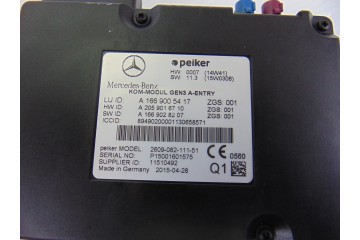 peiker
HW: 0007 (14W41)
SW: 11.3 (15W0306)
Mercedes-Benz
KOM-MODUL GEN3 A-ENTRY
LU ID: A 166 900 54 17 ZGS: 001
HW ID A 205 901 67 10 ZGS: 001
SW ID A 166 902 82 07 ZGS: 001
ICCID: 89490200001130658571
peiker MODEL: 2609-082-111-51
SERIAL NO P15001601575
SUPPLIER ID: 11510492
Made in Germany 2015-04-28
CE 0560
Q1